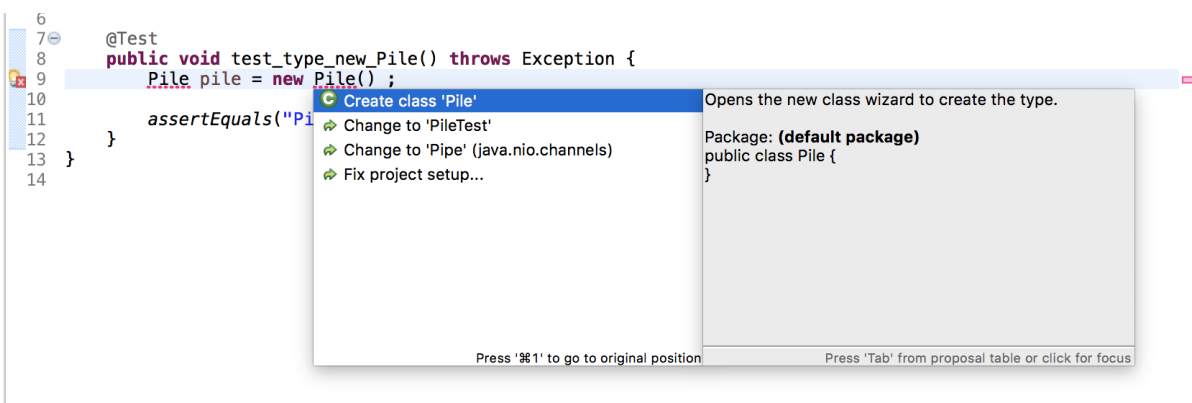 6
7 @Test
8 public void test_type_new_Pile() throws Exception {
9 Pile pile = new Pile() ;
10
11 assertEquals("Pi
12 }
13 }
14
Create class 'Pile'
Change to 'PileTest'
Change to 'Pipe' (java.nio.channels)
Fix project setup...
Press '⌘1' to go to original position
Opens the new class wizard to create the type.
Package: (default package)
public class Pile {
}
Press 'Tab' from proposal table or click for focus